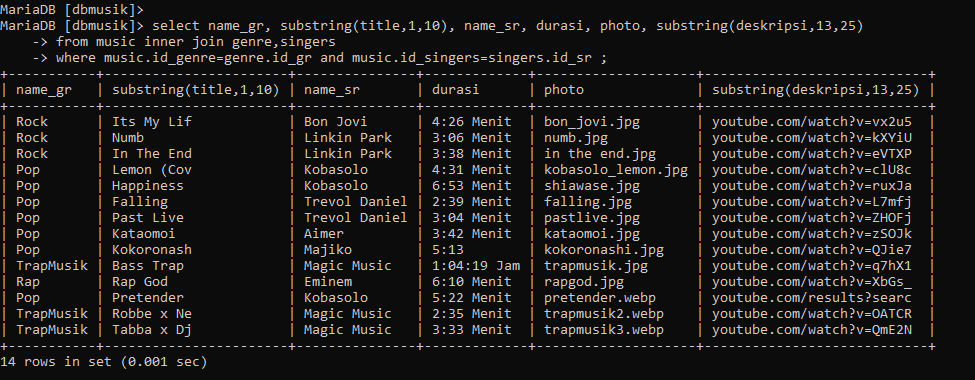 MariaDB [dbmusik]>
MariaDB [dbmusik]> select name_gr, substring(title,1,10), name_sr, durasi, photo, substring(deskripsi,13,25)
    -> from music inner join genre,singers
    -> where music.id_genre=genre.id_gr and music.id_singers=singers.id_sr ;
+-----------+-----------------------+---------------+-------------+--------------------+----------------------------+
| name_gr   | substring(title,1,10) | name_sr       | durasi      | photo              | substring(deskripsi,13,25) |
+-----------+-----------------------+---------------+-------------+--------------------+----------------------------+
| Rock      | Its My Lif            | Bon Jovi      | 4:26 Menit  | bon_jovi.jpg       | youtube.com/watch?v=vx2u5  |
| Rock      | Numb                  | Linkin Park   | 3:06 Menit  | numb.jpg           | youtube.com/watch?v=kXYiU  |
| Rock      | In The End            | Linkin Park   | 3:38 Menit  | in the end.jpg     | youtube.com/watch?v=eVTXP  |
| Pop       | Lemon (Cov            | Kobasolo      | 4:31 Menit  | kobasolo_lemon.jpg | youtube.com/watch?v=clU8c  |
| Pop       | Happiness             | Kobasolo      | 6:53 Menit  | shiawase.jpg       | youtube.com/watch?v=ruxJa  |
| Pop       | Falling               | Trevol Daniel | 2:39 Menit  | falling.jpg        | youtube.com/watch?v=L7mfj  |
| Pop       | Past Live             | Trevol Daniel | 3:04 Menit  | pastlive.jpg       | youtube.com/watch?v=ZHOFj  |
| Pop       | Kataomoi              | Aimer         | 3:42 Menit  | kataomoi.jpg       | youtube.com/watch?v=zSOJk  |
| Pop       | Kokoronash            | Majiko        | 5:13        | kokoronashi.jpg    | youtube.com/watch?v=QJie7  |
| TrapMusik | Bass Trap             | Magic Music   | 1:04:19 Jam | trapmusik.jpg      | youtube.com/watch?v=q7hX1  |
| Rap       | Rap God               | Eminem        | 6:10 Menit  | rapgod.jpg         | youtube.com/watch?v=XbGs_  |
| Pop       | Pretender             | Kobasolo      | 5:22 Menit  | pretender.webp     | youtube.com/results?searc  |
| TrapMusik | Robbe x Ne            | Magic Music   | 2:35 Menit  | trapmusik2.webp    | youtube.com/watch?v=OATCR  |
| TrapMusik | Tabba x Dj            | Magic Music   | 3:33 Menit  | trapmusik3.webp    | youtube.com/watch?v=QmE2N  |
+-----------+-----------------------+---------------+-------------+--------------------+----------------------------+
14 rows in set (0.001 sec)